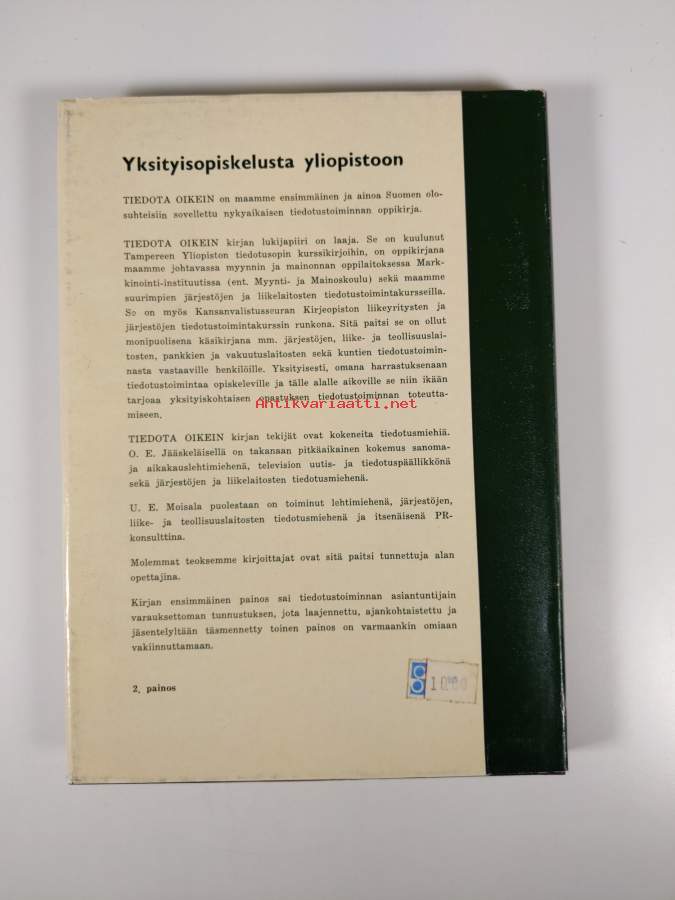 Yksityisopiskelusta yliopistoon
TIEDOTA OIKEIN on maamme ensimmäinen ja ainoa Suomen olo-
suhteisiin sovellettu nykyaikaisen tiedotustoiminnan oppikirja.
TIEDOTA OIKEIN kirjan lukijapiiri on laaja. Se on kuulunut
Tampereen Yliopiston tiedotusopin kurssikirjoihin, on oppikirjana
maamme johtavassa myynnin ja mainonnan oppilaitoksessa Mark-
kinointi-instituutissa (ent. Myynti- ja Mainoskoulu) sekä maamme
suurimpien järjestöjen ja liikelaitosten tiedotustoimintakursseilla.
Se on myös Kansanvalistusseuran Kirjeopiston liikeyritysten ja
järjestöjen tiedotustoimintakurssin runkona. Sitä paitsi se on ollut
monipuolisena käsikirjana mm. järjestöjen, liike- ja teollisuuslai-
tosten, pankkien ja vakuutuslaitosten sekä kuntien tiedotustoimin-
nasta vastaaville henkilöille. Yksityisesti, omana harrastuksenaan
tiedotustoimintaa opiskeleville ja tälle alalle aikoville se niin ikään
tarjoaa yksityiskohtaisen opastuksen tiedotustoiminnan toteutta-
miseen.
Antikvariaatti.net
TIEDOTA OIKEIN kirjan tekijät ovat kokeneita tiedotusmiehiä.
O. E. Jääskeläisellä on takanaan pitkäaikainen kokemus sanoma-
ja aikakauslehtimiehenä, television uutis- ja tiedotuspäällikkönä
sekä järjestöjen ja liikelaitosten tiedotusmiehenä.
U. E. Moisala puolestaan on toiminut lehtimiehenä, järjestöjen,
liike- ja teollisuuslaitosten tiedotusmiehenä ja itsenäisenä PR-
konsulttina.
Molemmat teoksemme kirjoittajat ovat sitä paitsi tunnettuja alan
opettajina.
Kirjan ensimmäinen painos sai tiedotustoiminnan asiantuntijain
varauksettoman tunnustuksen, jota laajennettu, ajankohtaistettu ja
jäsentelyltään täsmennetty toinen painos on varmaankin omiaan
vakiinnuttamaan.
2. painos